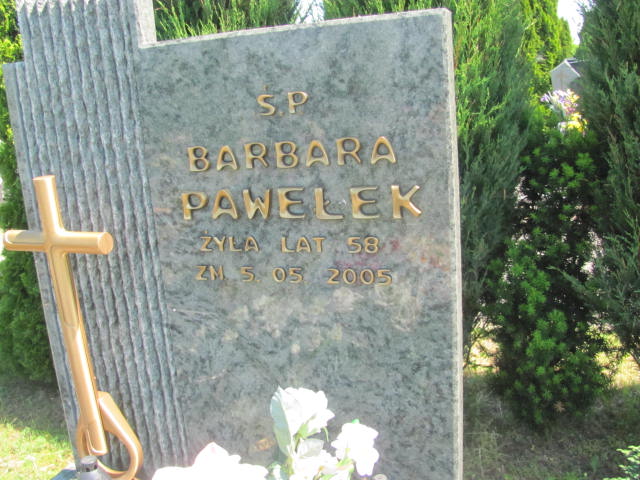 Ś.P
BARBARA
PAWEŁEK
ŻYŁA LAT 58
ZM. 5. 05. 2005